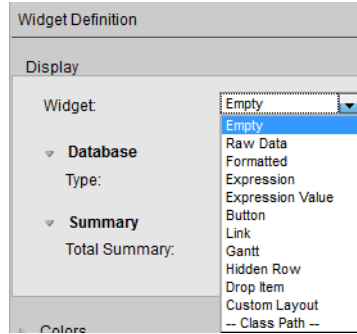 Widget Definition
Display
Widget: Empty
Empty
Raw Data
Database
Formatted
Type: Expression
Expression Value
Button
Summary
Link
Total Summary: Gantt
Hidden Row
Drop Item
Custom Layout
Colors -- Class Path --